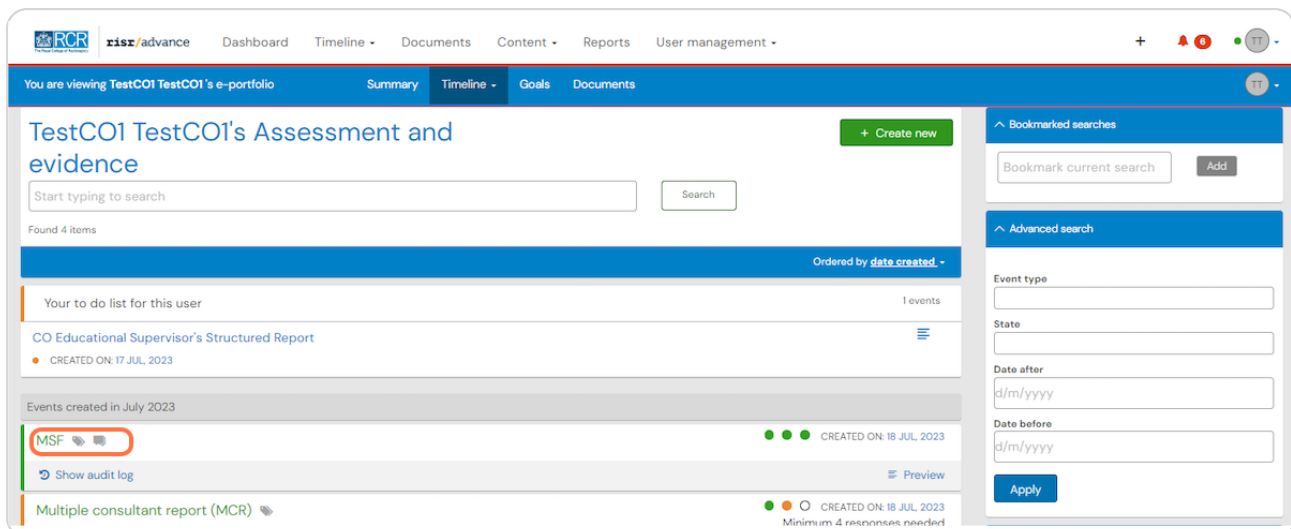 RCR
risr/advance Dashboard Timeline Documents Content Reports User management + 6 TT
You are viewing TestCO1 TestCO1 's e-portfolio Summary Timeline Goals Documents TT
TestCO1 TestCO1's Assessment and
evidence
+ Create new
Start typing to search
Search
Found 4 items
Ordered by date created
Your to do list for this user 1 events
CO Educational Supervisor's Structured Report
CREATED ON: 17 JUL, 2023
Events created in July 2023
MSF CREATED ON: 18 JUL, 2023
Show audit log Preview
Multiple consultant report (MCR) CREATED ON: 18 JUL, 2023
Minimum 4 responses needed
Bookmarked searches
Bookmark current search Add
Advanced search
Event type
State
Date after
d/m/yyyy
Date before
d/m/yyyy
Apply